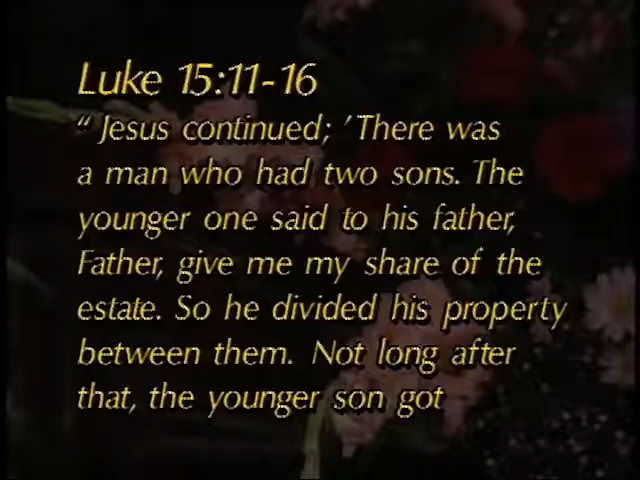 Luke 15:11-16
“ Jesus continued; ’There was
a man who had two sons. The
younger one said to his father,
Father, give me my share of the
estate. So he divided his property
between them. Not long after
that, the younger son got